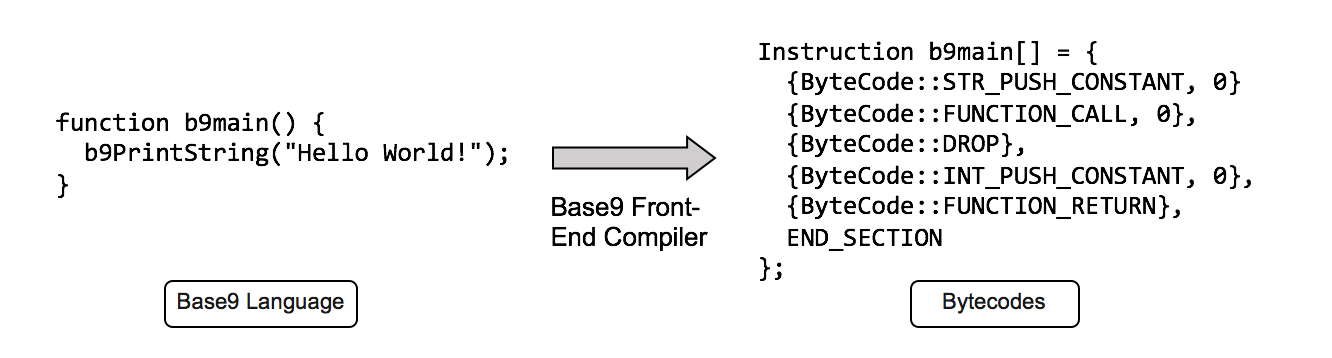 function b9main() {
  b9PrintString("Hello World!");
}
Base9 Language
Base9 Front-
End Compiler
Instruction b9main[] = {
  {ByteCode::STR_PUSH_CONSTANT, 0}
  {ByteCode::FUNCTION_CALL, 0},
  {ByteCode::DROP},
  {ByteCode::INT_PUSH_CONSTANT, 0},
  {ByteCode::FUNCTION_RETURN},
  END_SECTION
};
Bytecodes